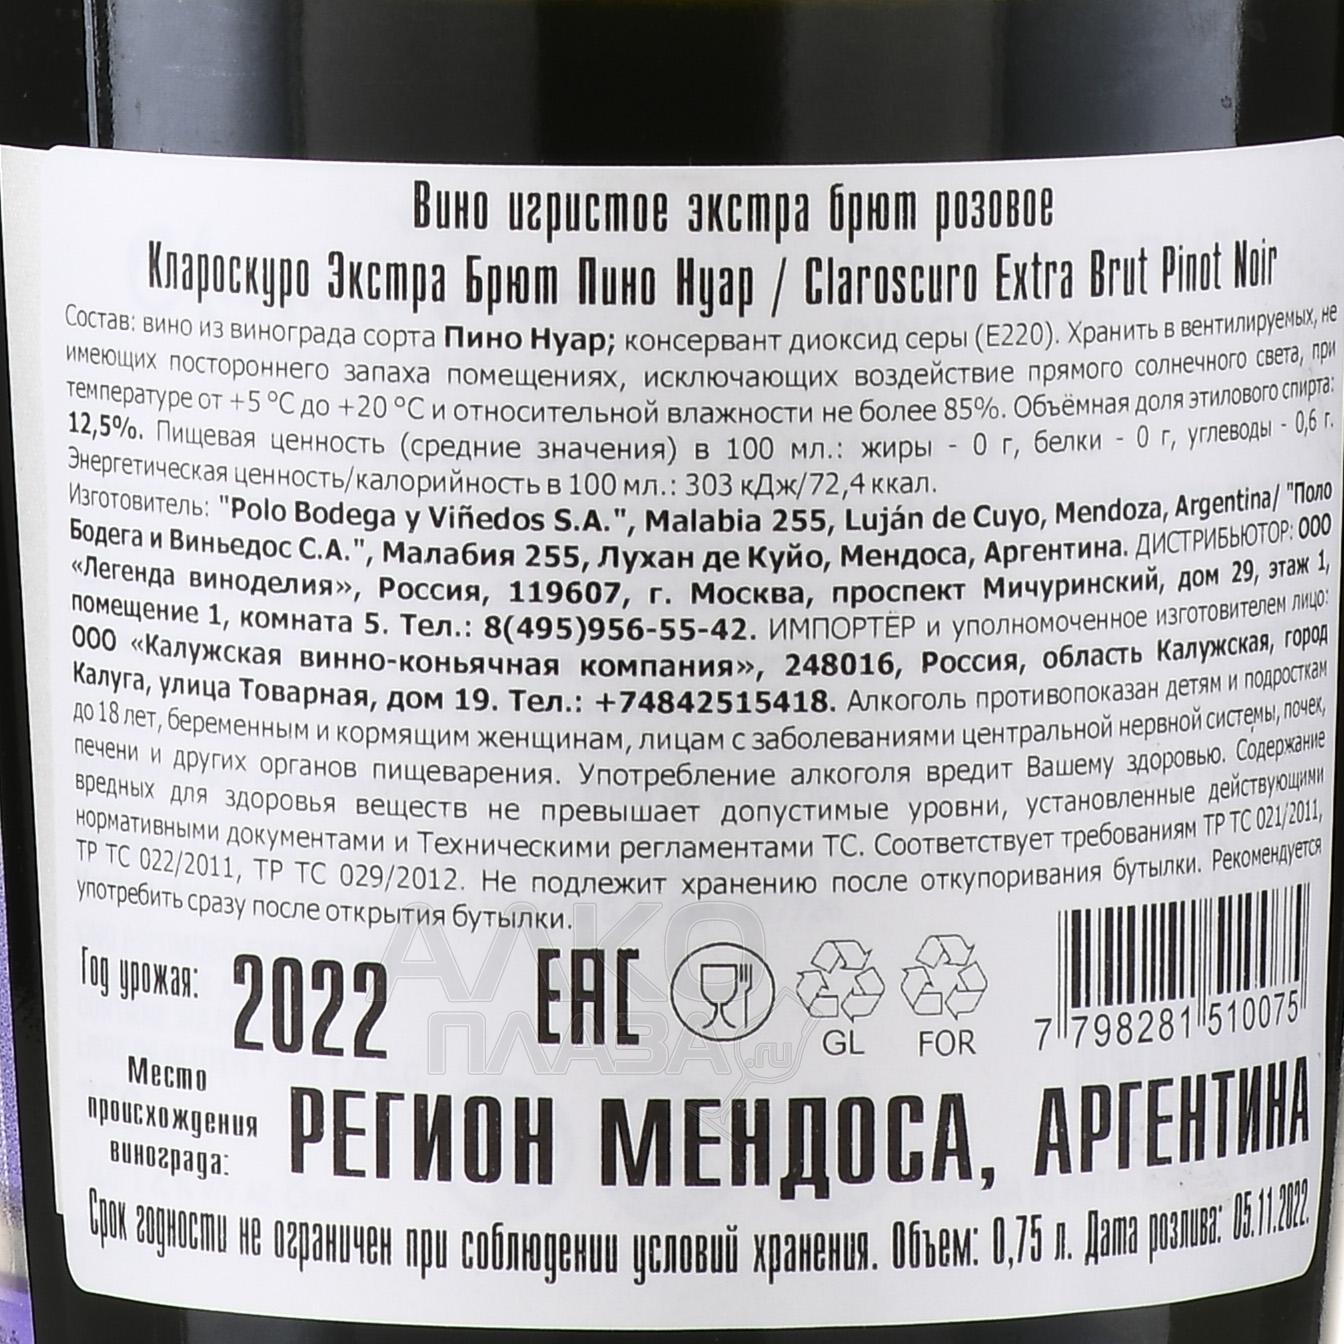 Вино игристое экстра брют розовое
Клароскуро Экстра Брют Пино Нуар / Claroscuro Extra Brut Pinot Noir
Состав: вино из винограда сорта Пино Нуар; консервант диоксид серы (Е220). Хранить в вентилируемых, не
имеющих постороннего запаха помещениях, исключающих воздействие прямого солнечного света, при
температуре от +5 °С до +20 °С и относительной влажности не более 85%. Объёмная доля этилового спирта:
12,5%. Пищевая ценность (средние значения) в 100 мл.: жиры - 0 г, белки - 0 г, углеводы - 0,6 г.
Энергетическая ценность/калорийность в 100 мл.: 303 кДж/72,4 ккал.
Изготовитель: "Polo Bodega y Viñedos S.A.", Malabia 255, Luján de Cuyo, Mendoza, Argentina/ "Поло
Бодега и Виньедос С.А.", Малабия 255, Лухан де Куйо, Мендоса, Аргентина. ДИСТРИБЬЮТОР: ООО
«Легенда виноделия», Россия, 119607, г. Москва, проспект Мичуринский, дом 29, этаж 1,
помещение 1, комната 5. Тел.: 8(495)956-55-42. ИМПОРТЁР и уполномоченное изготовителем лицо:
ООО «Калужская винно-коньячная компания», 248016, Россия, область Калужская, город
Калуга, улица Товарная, дом 19. Тел.: +74842515418. Алкоголь противопоказан детям и подросткам
до 18 лет, беременным и кормящим женщинам, лицам с заболеваниями центральной нервной системы, почек,
печени и других органов пищеварения. Употребление алкоголя вредит Вашему здоровью. Содержание
вредных для здоровья веществ не превышает допустимые уровни, установленные действующими
нормативными документами и Техническими регламентами ТС. Соответствует требованиям ТР ТС 021/2011,
ТР ТС 022/2011, ТР ТС 029/2012. Не подлежит хранению после откупоривания бутылки. Рекомендуется
употребить сразу после открытия бутылки.
Год урожая: 2022 EAC GL FOR 7 798281 510075
Место
происхождения
винограда:
РЕГИОН МЕНДОСА, АРГЕНТИНА
Срок годности не ограничен при соблюдении условий хранения. Объем: 0,75 л. Дата розлива: 05.11.2022.
АЛКО
ПЛАЗА.ru